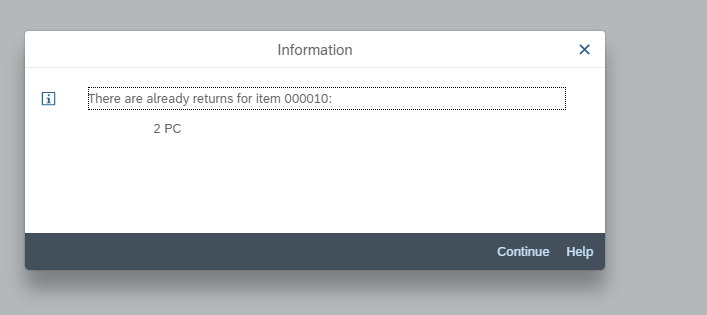 Information
There are already returns for item 000010:
2 PC
Continue Help